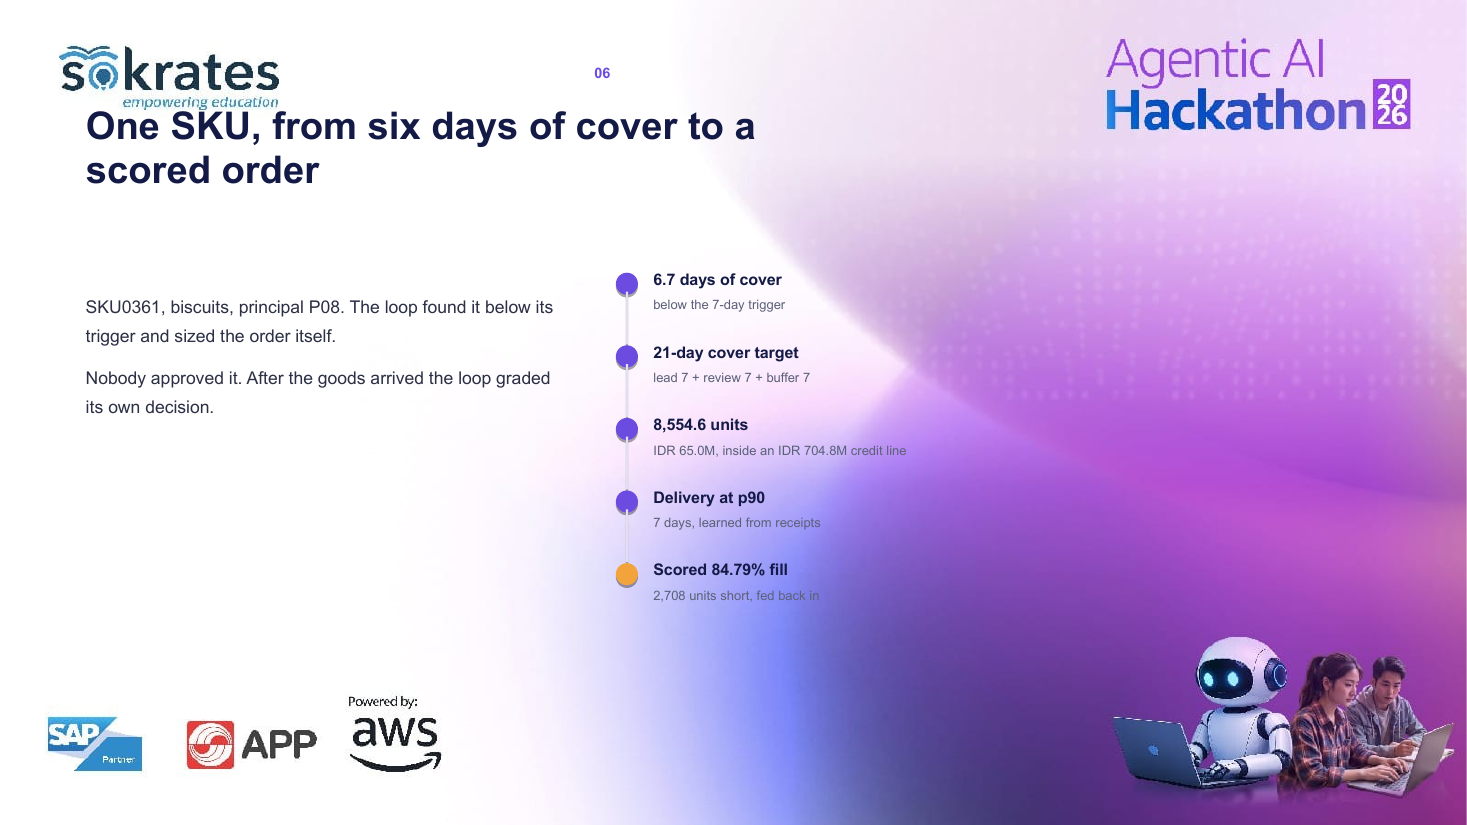 sokrates
empowering education
06
Agentic AI
Hackathon 2026
One SKU, from six days of cover to a
scored order
SKU0361, biscuits, principal P08. The loop found it below its
trigger and sized the order itself.
Nobody approved it. After the goods arrived the loop graded
its own decision.
6.7 days of cover
below the 7-day trigger
21-day cover target
lead 7 + review 7 + buffer 7
8,554.6 units
IDR 65.0M, inside an IDR 704.8M credit line
Delivery at p90
7 days, learned from receipts
Scored 84.79% fill
2,708 units short, fed back in
SAP
Partner
APP
Powered by:
aws